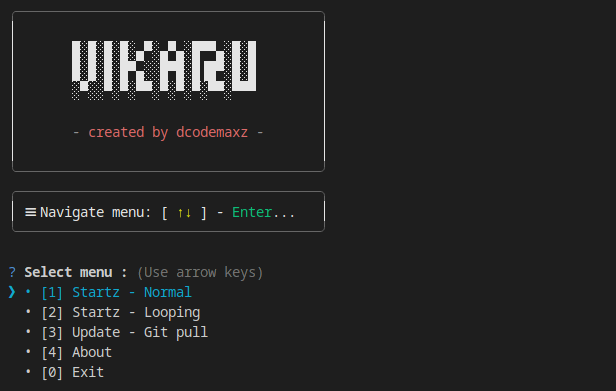 VIKARU
- created by dcodemaxz -
≡ Navigate menu: [ ↑↓ ] - Enter...
? Select menu : (Use arrow keys)
❯ • [1] Startz - Normal
• [2] Startz - Looping
• [3] Update - Git pull
• [4] About
• [0] Exit